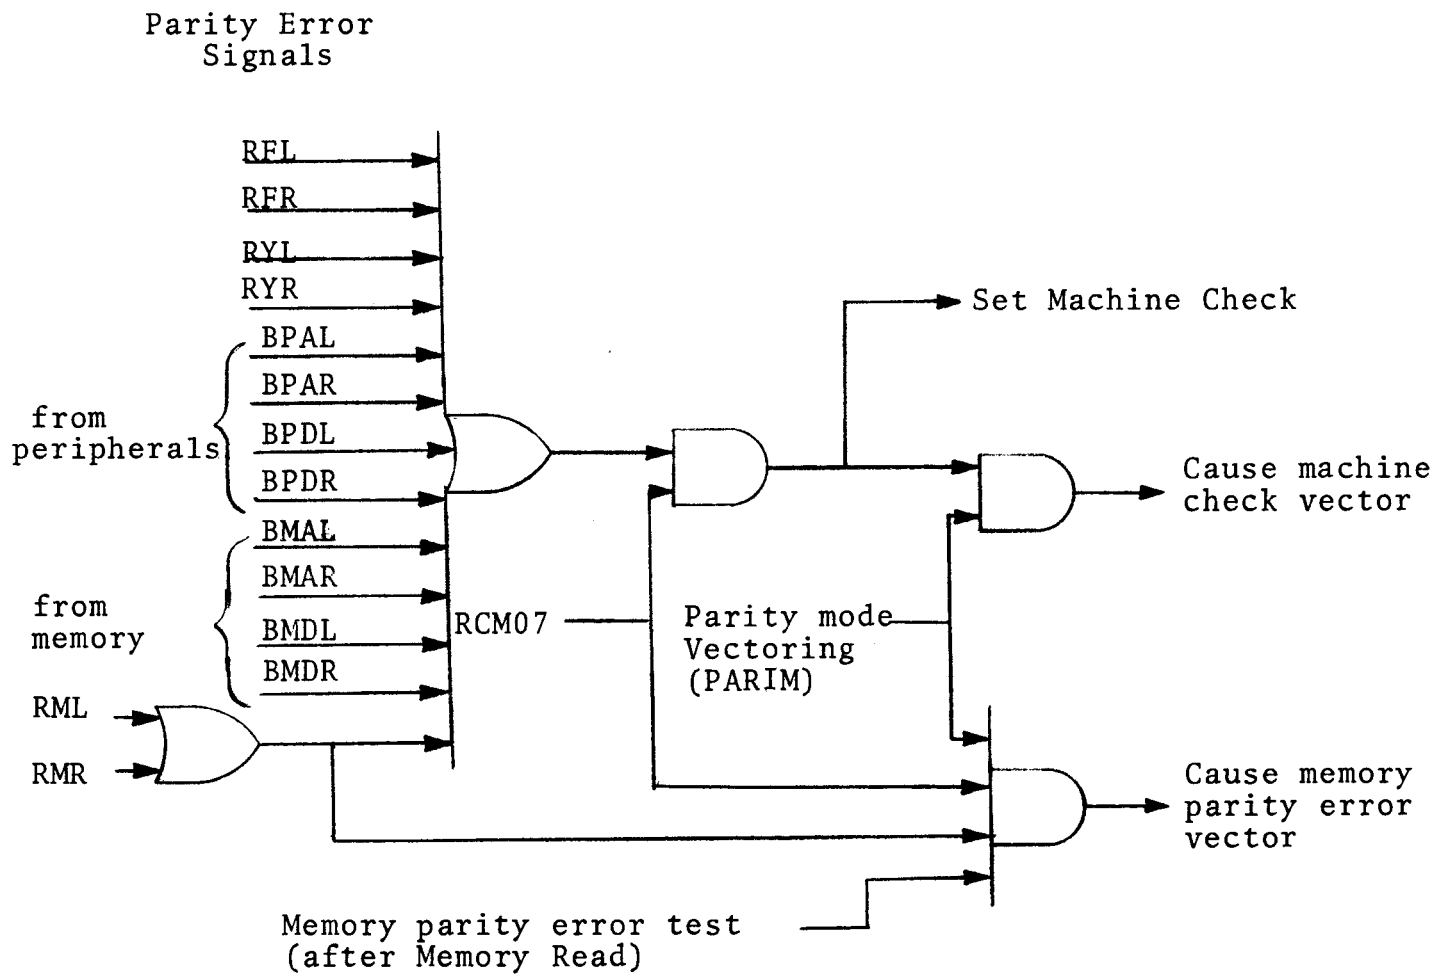 Parity Error
Signals
RFL
RFR
RYL
RYR
BPAL
BPAR
BPDL
BPDR
from
peripherals
BMAL
BMAR
BMDL
BMDR
from
memory
RML
RMR
RCM07
Parity mode
Vectoring
(PARIM)
Set Machine Check
Cause machine
check vector
Cause memory
parity error
vector
Memory parity error test
(after Memory Read)